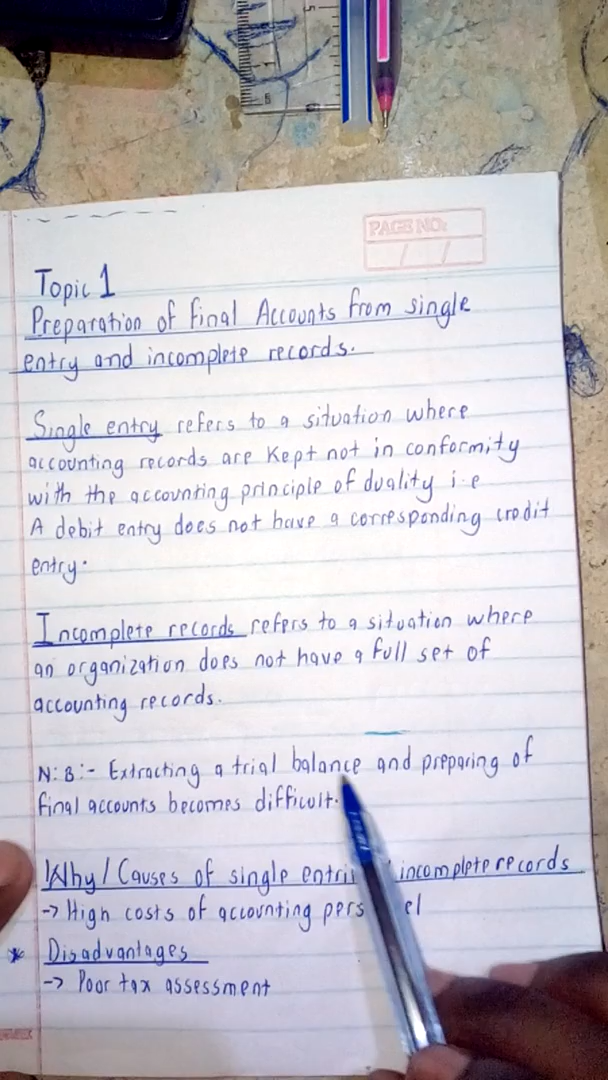 PAGE NO:
Topic 1
Preparation of Final Accounts from single
entry and incomplete records.
Single entry refers to a situation where
accounting records are Kept not in conformity
with the accounting principle of duality i.e
A debit entry does not have a corresponding credit
entry.
Incomplete records refers to a situation where
an organization does not have a full set of
accounting records.
N:B:- Extracting a trial balance and preparing of
final accounts becomes difficult.
Why/Causes of single incomplete records
-> High costs of accounting
* Disadvantages
-> Poor tax assessment